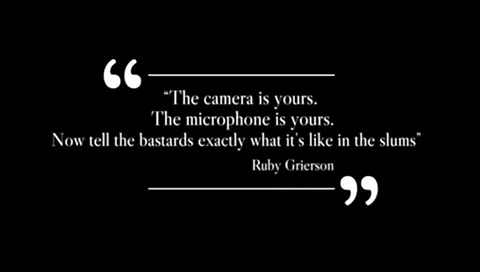 “The camera is yours.
The microphone is yours.
Now tell the bastards exactly what it's like in the slums”
Ruby Grierson